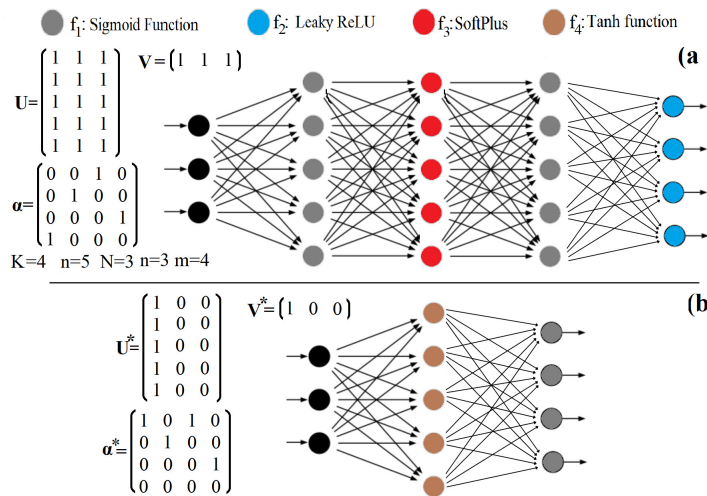 f1: Sigmoid Function f2: Leaky ReLU f3: SoftPlus f4: Tanh function
(a
U= (1 1 1
1 1 1
1 1 1
1 1 1
1 1 1)
V = (1 1 1)
α= (0 0 1 0
0 1 0 0
0 0 0 1
1 0 0 0)
K=4 n=5 N=3 n=3 m=4
(b)
U*= (1 0 0
1 0 0
1 0 0
1 0 0
1 0 0)
V*= (1 0 0)
α*= (1 0 1 0
0 1 0 0
0 0 0 1
0 0 0 0)